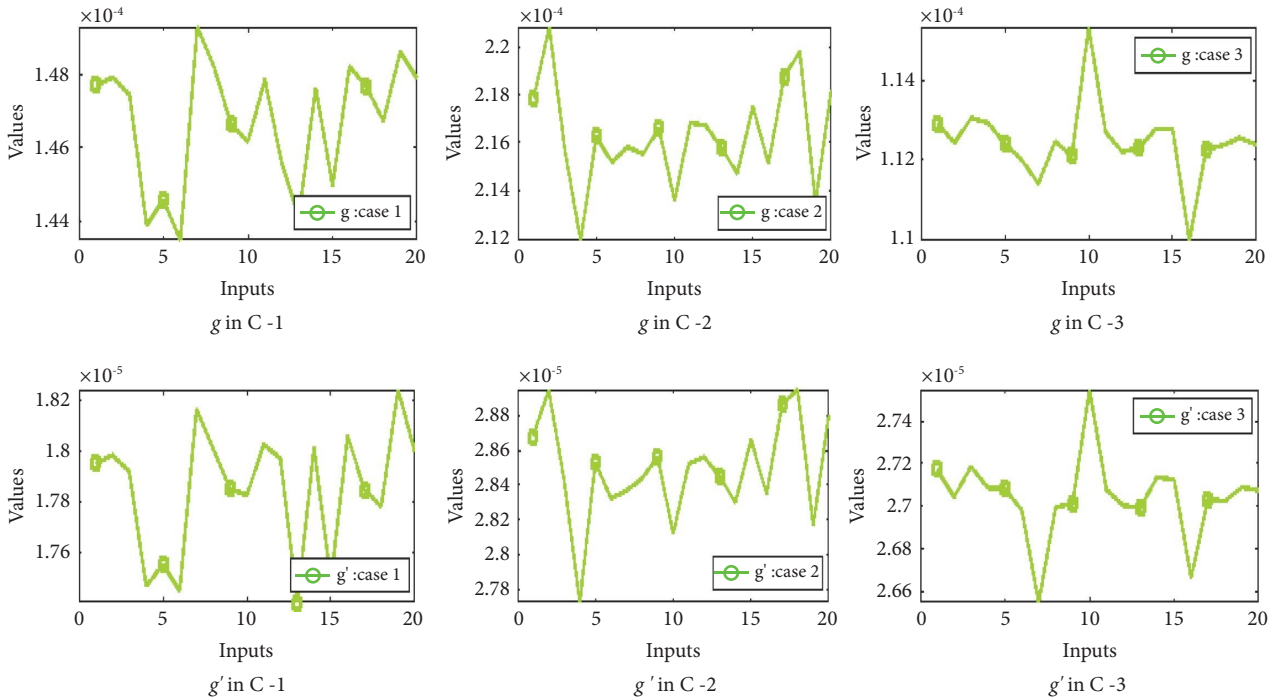 ×10⁻⁴
1.48
1.46
1.44
Values
g :case 1
0 5 10 15 20
Inputs
g in C -1
×10⁻⁴
2.2
2.18
2.16
2.14
2.12
Values
g :case 2
0 5 10 15 20
Inputs
g in C -2
×10⁻⁴
1.14
1.12
1.1
Values
g :case 3
0 5 10 15 20
Inputs
g in C -3
×10⁻⁵
1.82
1.8
1.78
1.76
Values
g' :case 1
0 5 10 15 20
Inputs
g' in C -1
×10⁻⁵
2.88
2.86
2.84
2.82
2.8
2.78
Values
g' :case 2
0 5 10 15 20
Inputs
g ' in C -2
×10⁻⁵
2.74
2.72
2.7
2.68
2.66
Values
g' :case 3
0 5 10 15 20
Inputs
g' in C -3